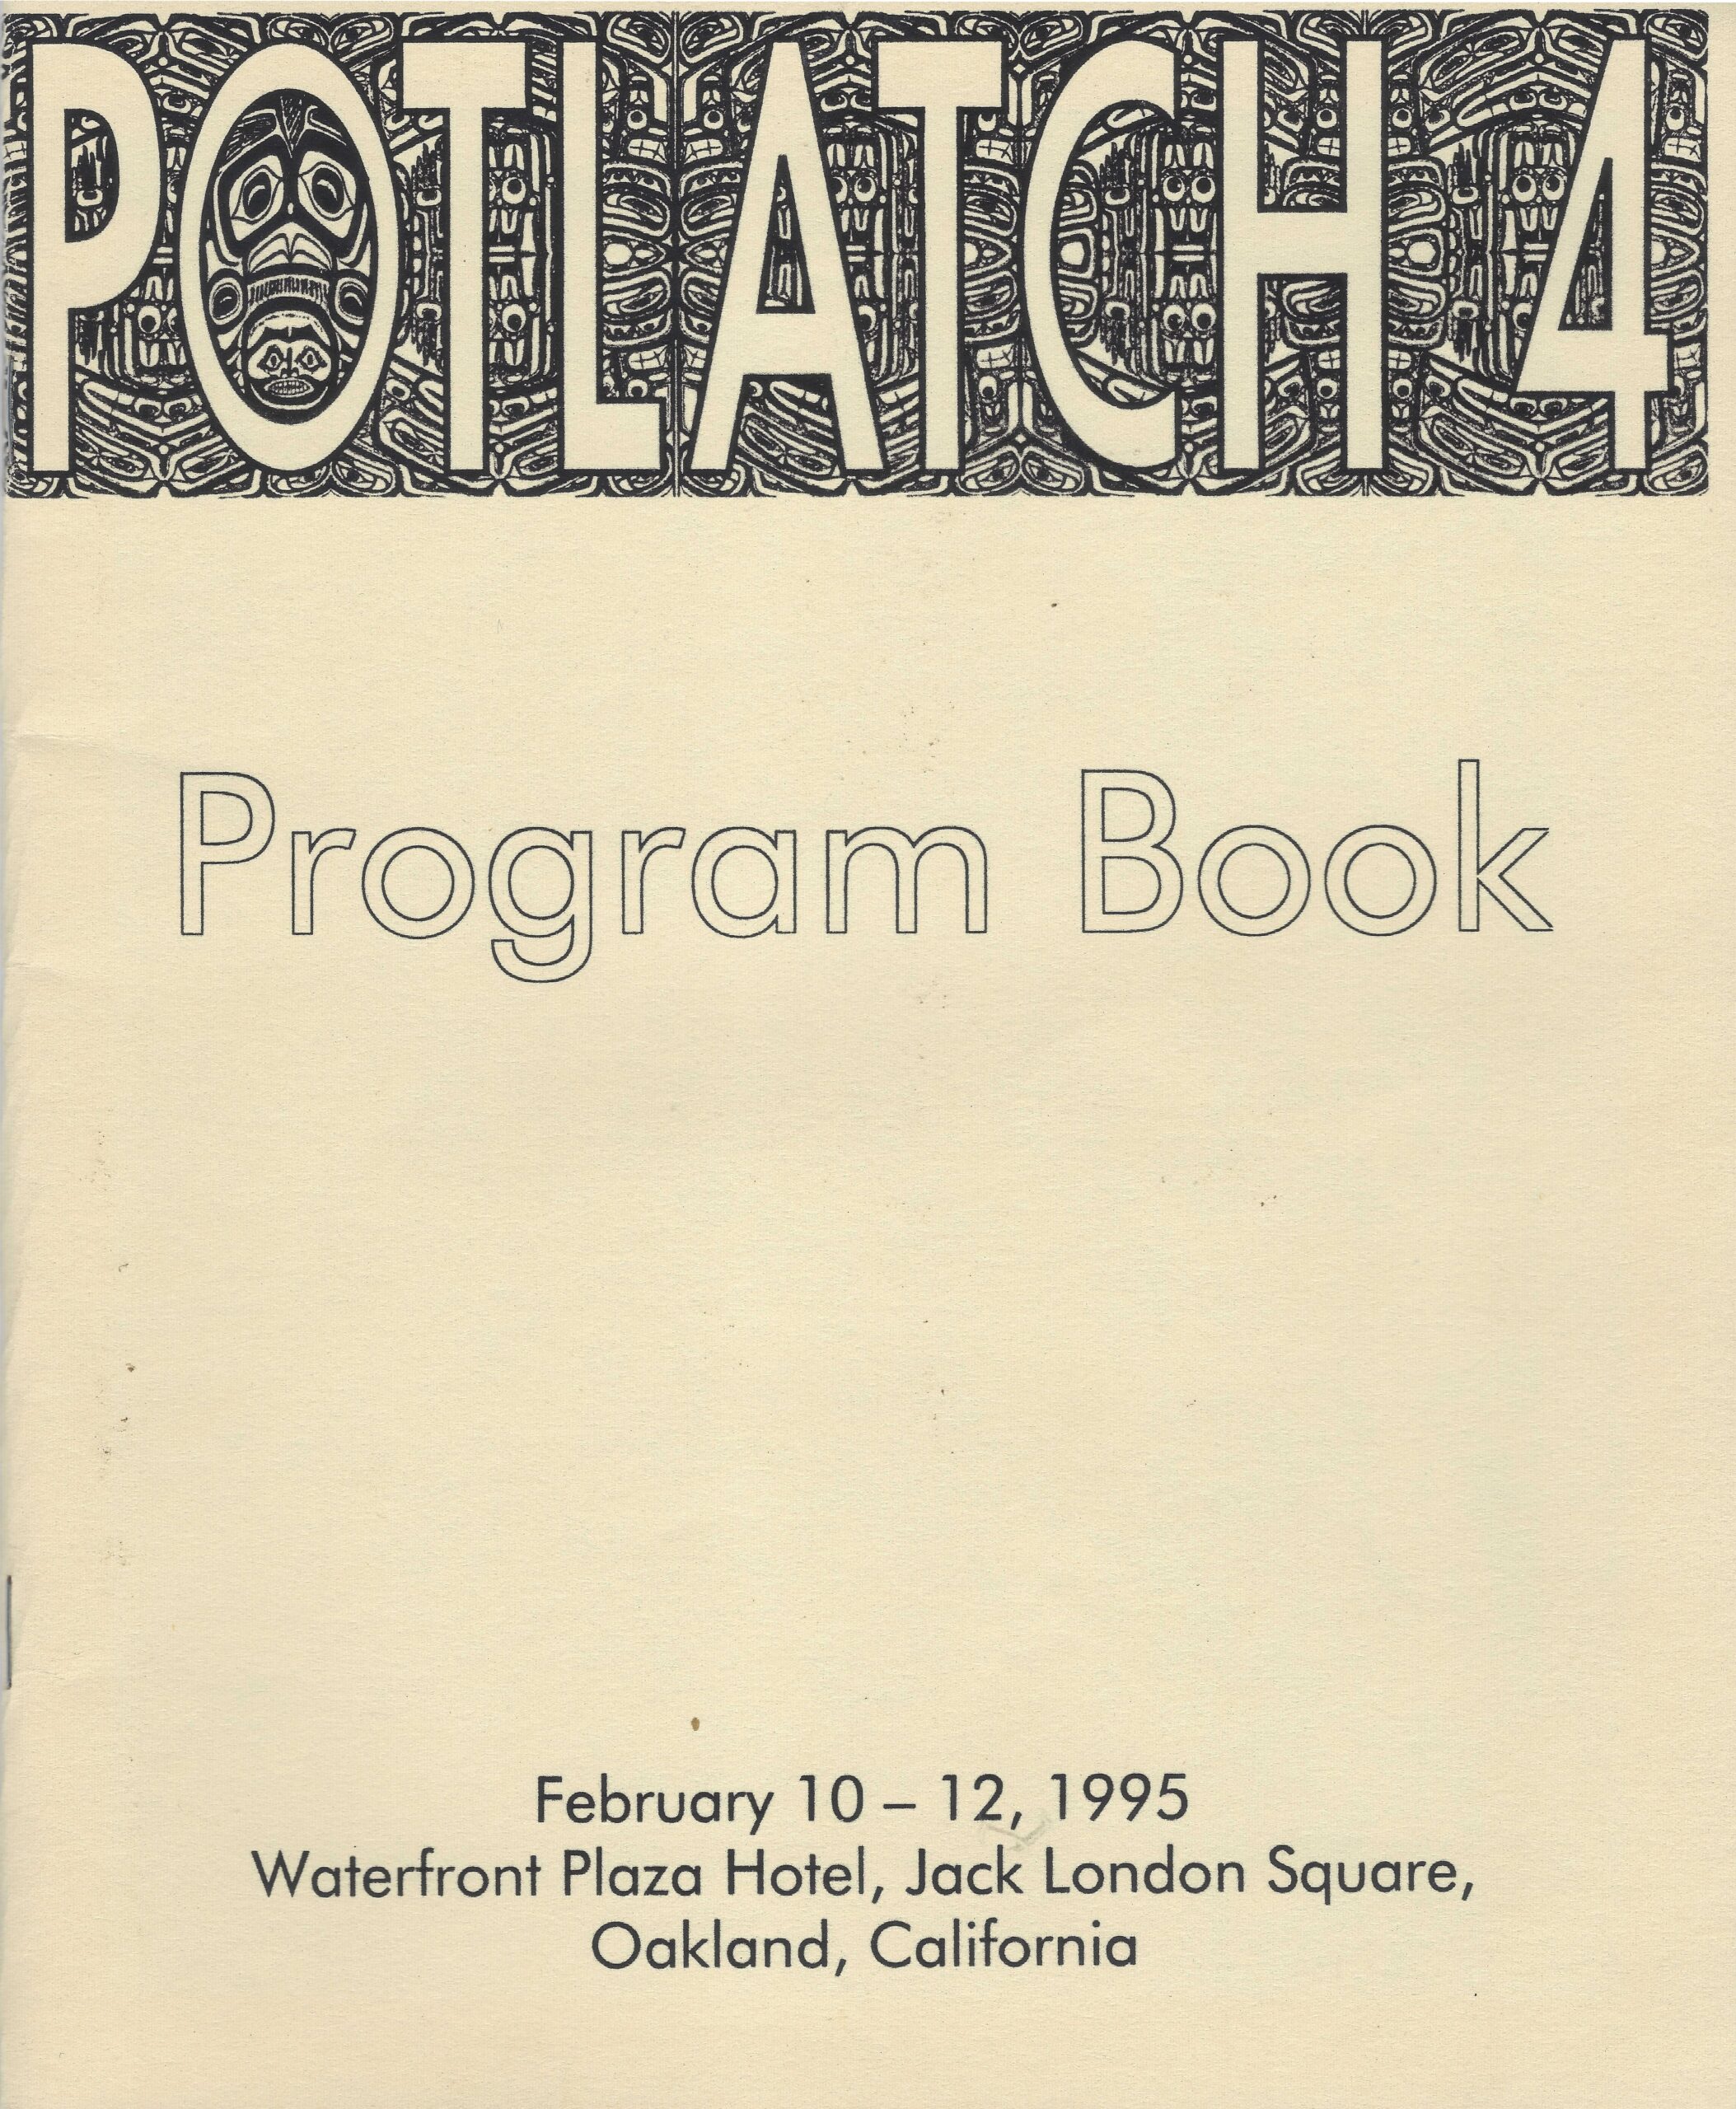 POTLATCH 4
Program Book
February 10 – 12, 1995
Waterfront Plaza Hotel, Jack London Square,
Oakland, California